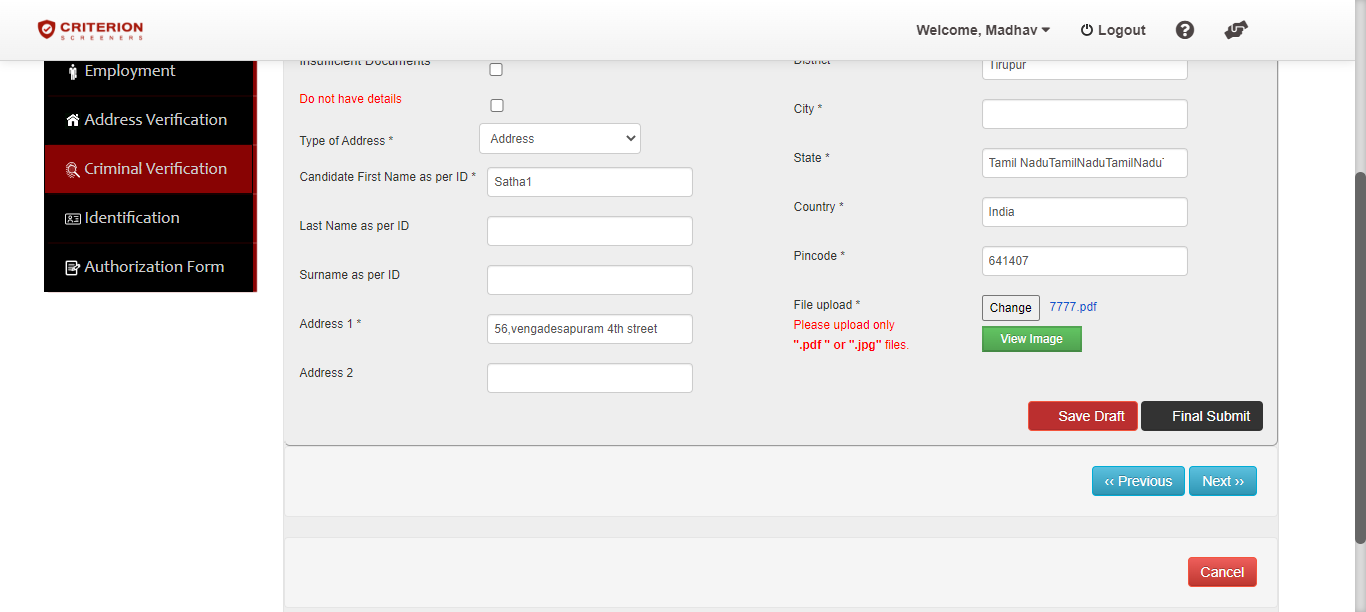 CRITERION
SCREENERS
Welcome, Madhav
Logout
Employment
Address Verification
Criminal Verification
Identification
Authorization Form
Insufficient Documents
Do not have details
Type of Address *
Address
Candidate First Name as per ID *
Satha1
Last Name as per ID
Surname as per ID
Address 1 *
56,vengadesapuram 4th street
Address 2
District
Tirupur
City *
State *
Tamil NaduTamilNaduTamilNadu
Country *
India
Pincode *
641407
File upload *
Please upload only
".pdf " or ".jpg" files.
Change
7777.pdf
View Image
Save Draft
Final Submit
‹‹ Previous
Next ››
Cancel